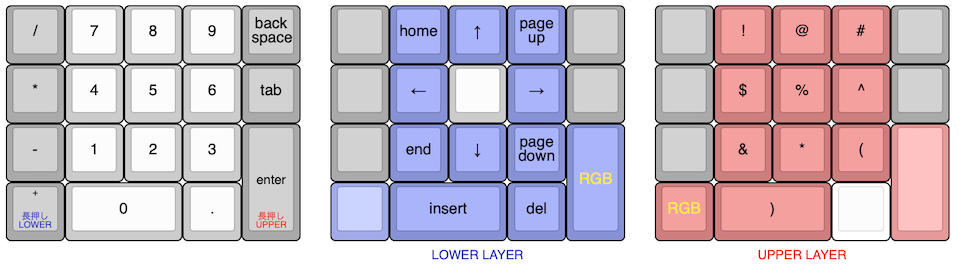 / 7 8 9 back space
* 4 5 6 tab
- 1 2 3 enter
+ 0 .
長押し LOWER
長押し UPPER
home ↑ page up
← →
end ↓ page down
RGB
insert del
LOWER LAYER
! @ #
$ % ^
& * (
RGB )
UPPER LAYER